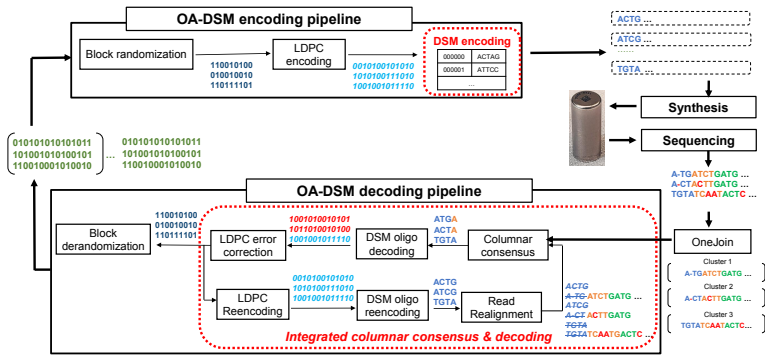 OA-DSM encoding pipeline
Block randomization
110010100
010010010
110111101
LDPC
encoding
0010100101010
1010100111010
1001001011110
DSM encoding
000000 ACTAG
000001 ATTCC
...
ACTG ...
ATCG ...
......
TGTA ...
Synthesis
Sequencing
A-TGATCTGATG ...
A-CTACTTGATG ...
TGTATCAATACTC ...
OneJoin
Cluster 1
A-TGATCTGATG ...
Cluster 2
A-CTACTTGATG ...
Cluster 3
TGTATCAATACTC ...
010101010101011
101001010100101
110010001010010
...
010101010101011
101001010100101
110010001010010
OA-DSM decoding pipeline
Block
derandomization
110010100
010010010
110111101
LDPC error
correction
1001010010101
1011010010100
1001001011110
DSM oligo
decoding
ATGA
ACTA
TGTA
Columnar
consensus
LDPC
Reencoding
0010100101010
1010100111010
1001001011110
DSM oligo
reencoding
ACTG
ATCG
TGTA
Read
Realignment
ACTG
A-TG ATCTGATG ...
ATCG
A-CT ACTTGATG ...
TGTA
TGTATCAATGACTC ...
Integrated columnar consensus & decoding